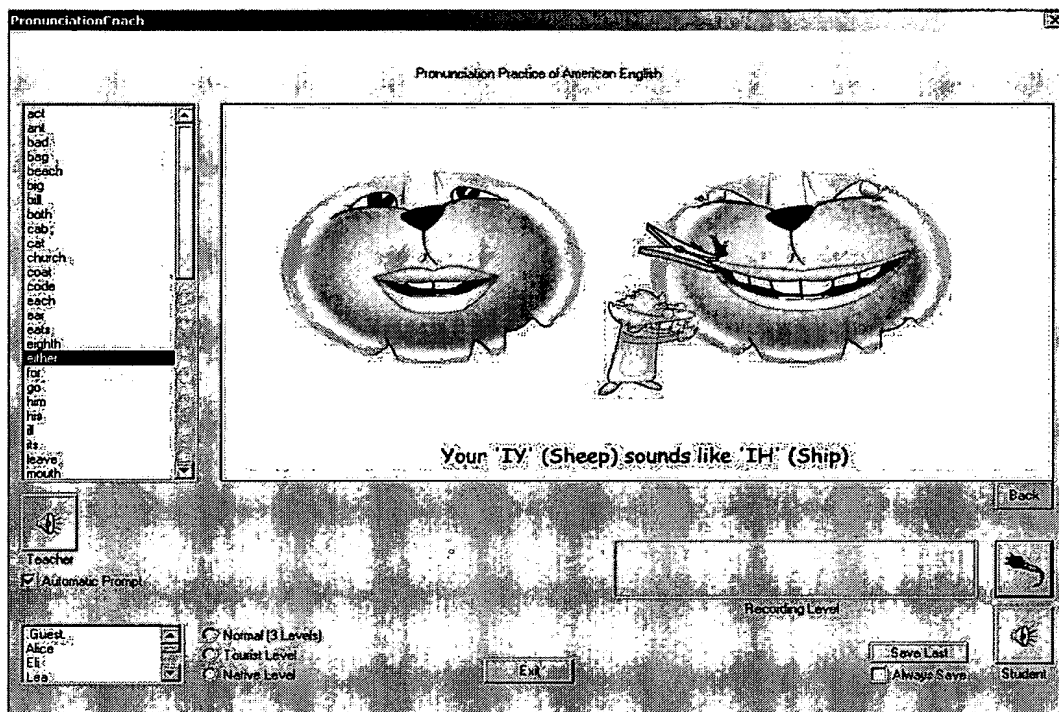 PronunciationCoach
Pronunciation Practice of American English
act
ant
bad
bag
beach
big
bill
both
cab
cat
church
coat
code
each
ear
eats
eighth
either
for
go
him
his
ill
its
leave
mouth
Your 'IY' (Sheep) sounds like 'IH' (Ship)
Back
Teacher
Automatic Prompt
Recording Level
Guest
Alice
Eli
Lea
Normal (3 Levels)
Tourist Level
Native Level
Exit
Save Last
Always Save
Student